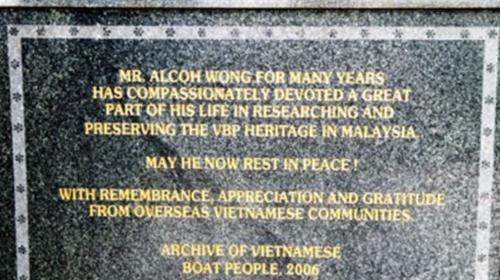 MR. ALCOH WONG, FOR MANY YEARS
HAS COMPASSIONATELY DEVOTED A GREAT
PART OF HIS LIFE IN RESEARCHING AND
PRESERVING THE VBP HERITAGE IN MALAYSIA.
MAY HE NOW REST IN PEACE !
WITH REMEMBRANCE, APPRECIATION AND GRATITUDE
FROM OVERSEAS VIETNAMESE COMMUNITIES.
ARCHIVE OF VIETNAMESE
BOAT PEOPLE, 2006